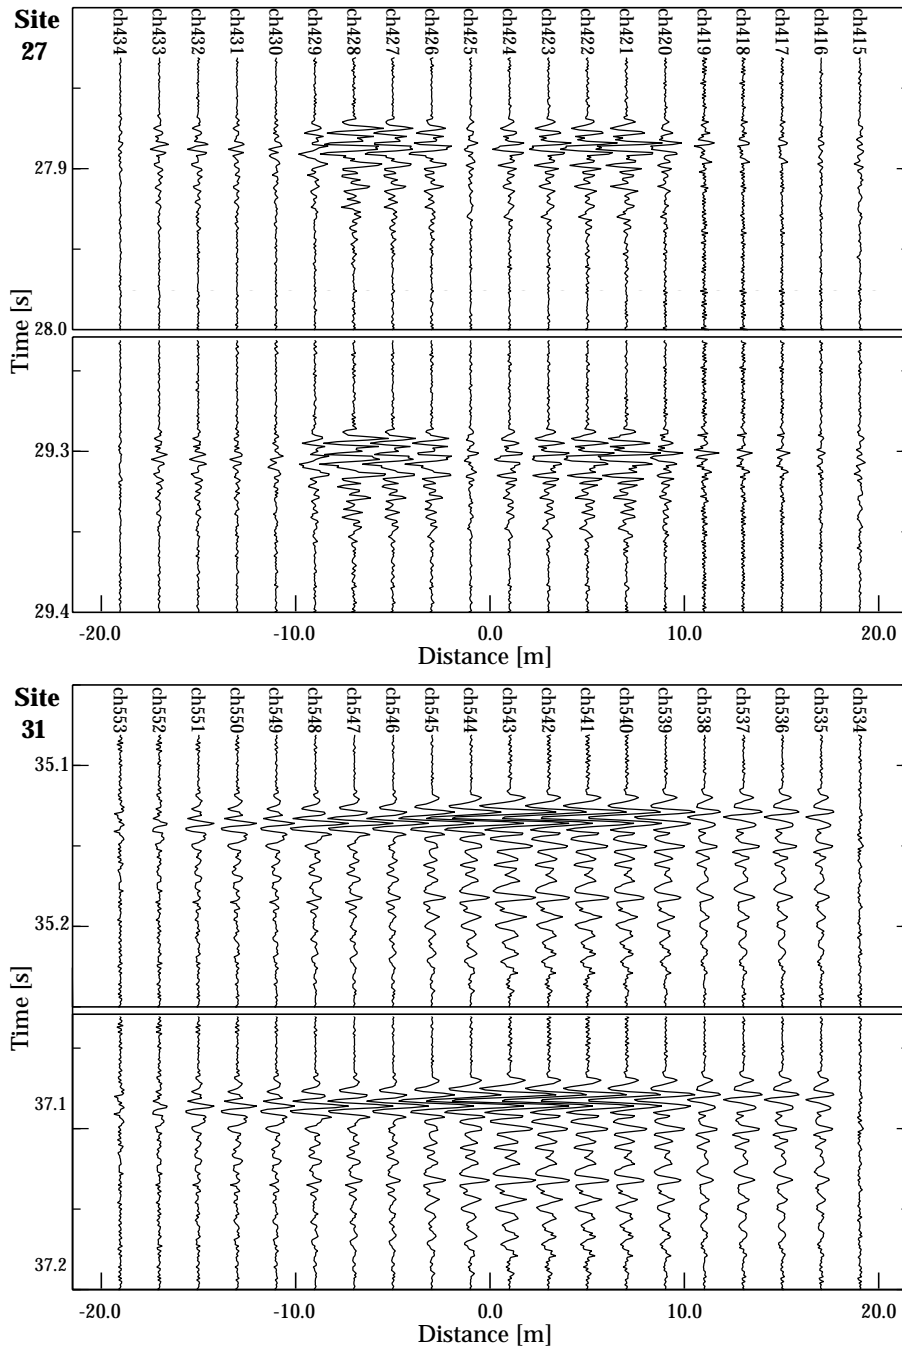 Site
27
ch434 ch433 ch432 ch431 ch430 ch429 ch428 ch427 ch426 ch425 ch424 ch423 ch422 ch421 ch420 ch419 ch418 ch417 ch416 ch415
27.9
28.0
Time [s]
29.3
29.4
-20.0 -10.0 0.0 10.0 20.0
Distance [m]
Site
31
ch553 ch552 ch551 ch550 ch549 ch548 ch547 ch546 ch545 ch544 ch543 ch542 ch541 ch540 ch539 ch538 ch537 ch536 ch535 ch534
35.1
35.2
Time [s]
37.1
37.2
-20.0 -10.0 0.0 10.0 20.0
Distance [m]